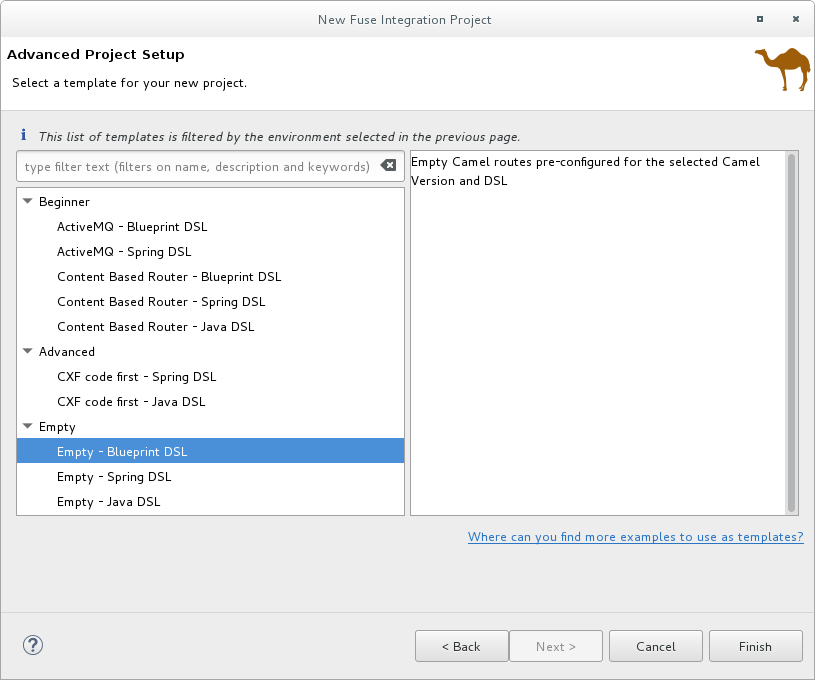 New Fuse Integration Project
Advanced Project Setup
Select a template for your new project.
This list of templates is filtered by the environment selected in the previous page.
type filter text (filters on name, description and keywords)
Beginner
ActiveMQ - Blueprint DSL
ActiveMQ - Spring DSL
Content Based Router - Blueprint DSL
Content Based Router - Spring DSL
Content Based Router - Java DSL
Advanced
CXF code first - Spring DSL
CXF code first - Java DSL
Empty
Empty - Blueprint DSL
Empty - Spring DSL
Empty - Java DSL
Empty Camel routes pre-configured for the selected Camel
Version and DSL
Where can you find more examples to use as templates?
?
< Back
Next >
Cancel
Finish